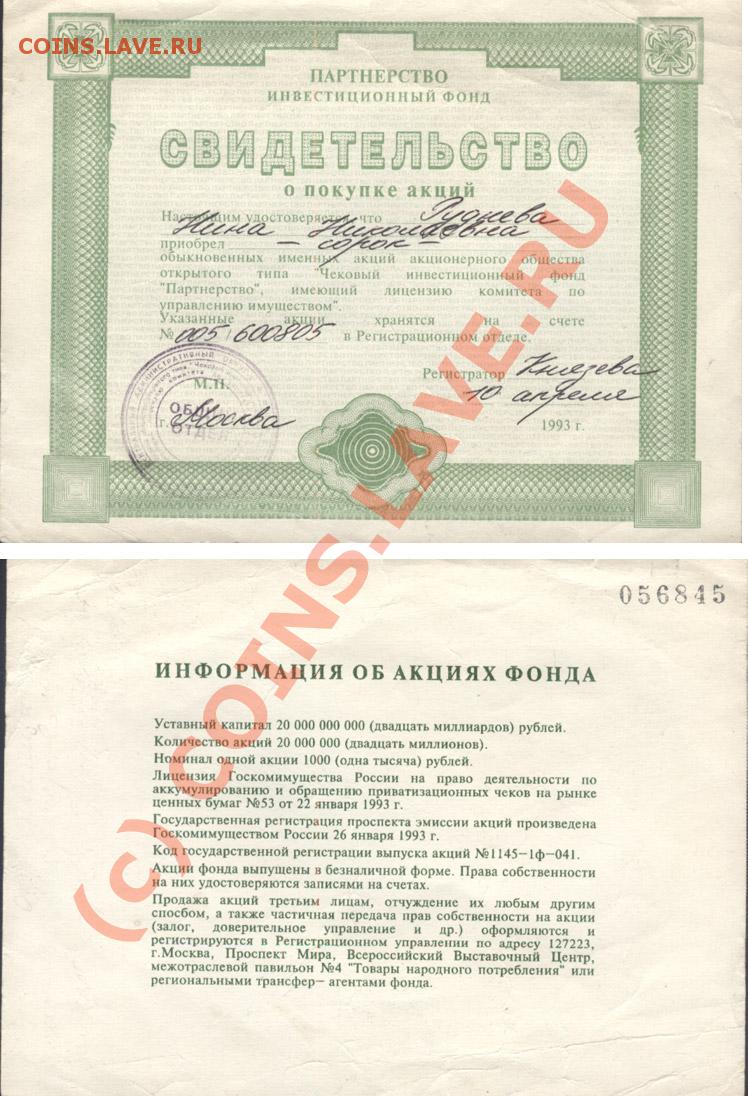 COINS.LAVE.RU
ПАРТНЕРСТВО
ИНВЕСТИЦИОННЫЙ ФОНД
СВИДЕТЕЛЬСТВО
о покупке акций
Настоящим удостоверяется, что Руднева
Нина Николаевна
приобрел - сорок -
обыкновенных именных акций акционерного общества
открытого типа "Чековый инвестиционный фонд
"Партнерство", имеющий лицензию комитета по
управлению имуществом".
Указанные акции хранятся на счете
№ 005/600805 в Регистрационном отделе.
Регистратор Князева
М.П.
10 апреля
г. Москва 1993 г.
АДМИНИСТРАТИВНЫЙ
ОТДЕЛ
(c) COINS.LAVE.RU
056845
ИНФОРМАЦИЯ ОБ АКЦИЯХ ФОНДА
Уставный капитал 20 000 000 000 (двадцать миллиардов) рублей.
Количество акций 20 000 000 (двадцать миллионов).
Номинал одной акции 1000 (одна тысяча) рублей.
Лицензия Госкомимущества России на право деятельности по
аккумулированию и обращению приватизационных чеков на рынке
ценных бумаг №53 от 22 января 1993 г.
Государственная регистрация проспекта эмиссии акций произведена
Госкомимуществом России 26 января 1993 г.
Код государственной регистрации выпуска акций №1145-1ф-041.
Акции фонда выпущены в безналичной форме. Права собственности
на них удостоверяются записями на счетах.
Продажа акций третьим лицам, отчуждение их любым другим
способом, а также частичная передача прав собственности на акции
(залог, доверительное управление и др.) оформляются и
регистрируются в Регистрационном управлении по адресу 127223,
г.Москва, Проспект Мира, Всероссийский Выставочный Центр,
межотраслевой павильон №4 "Товары народного потребления" или
региональными трансфер- агентами фонда.